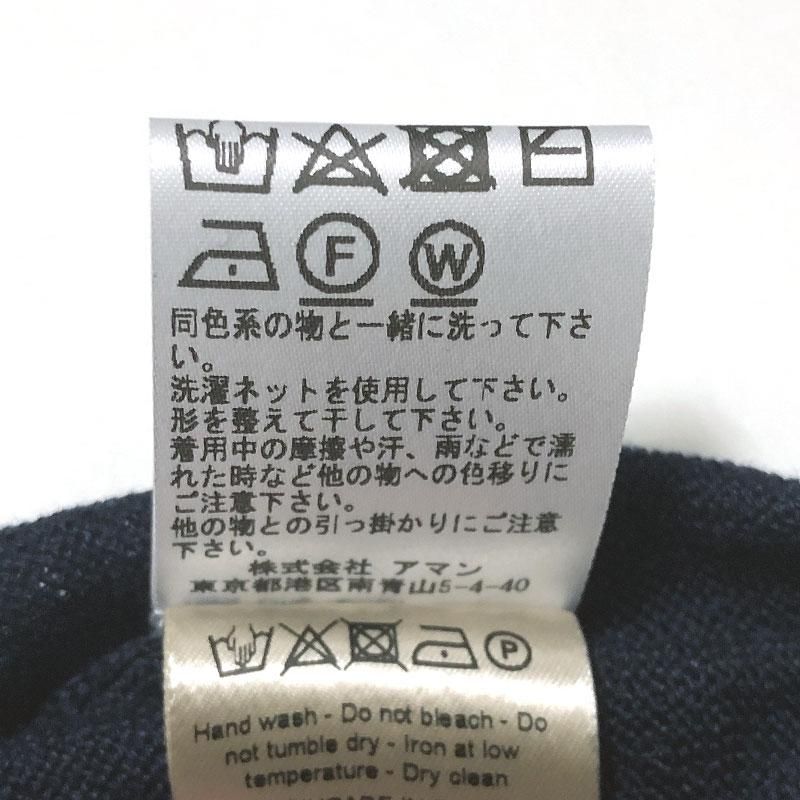 F W
同色系の物と一緒に洗って下さ
い。
洗濯ネットを使用して下さい。
形を整えて干して下さい。
着用中の摩擦や汗、雨などで濡
れた時など他の物への色移りに
ご注意下さい。
他の物との引っ掛かりにご注意
下さい。
株式会社 アマン
東京都港区南青山5-4-40
P
Hand wash - Do not bleach - Do
not tumble dry - Iron at low
temperature - Dry clean